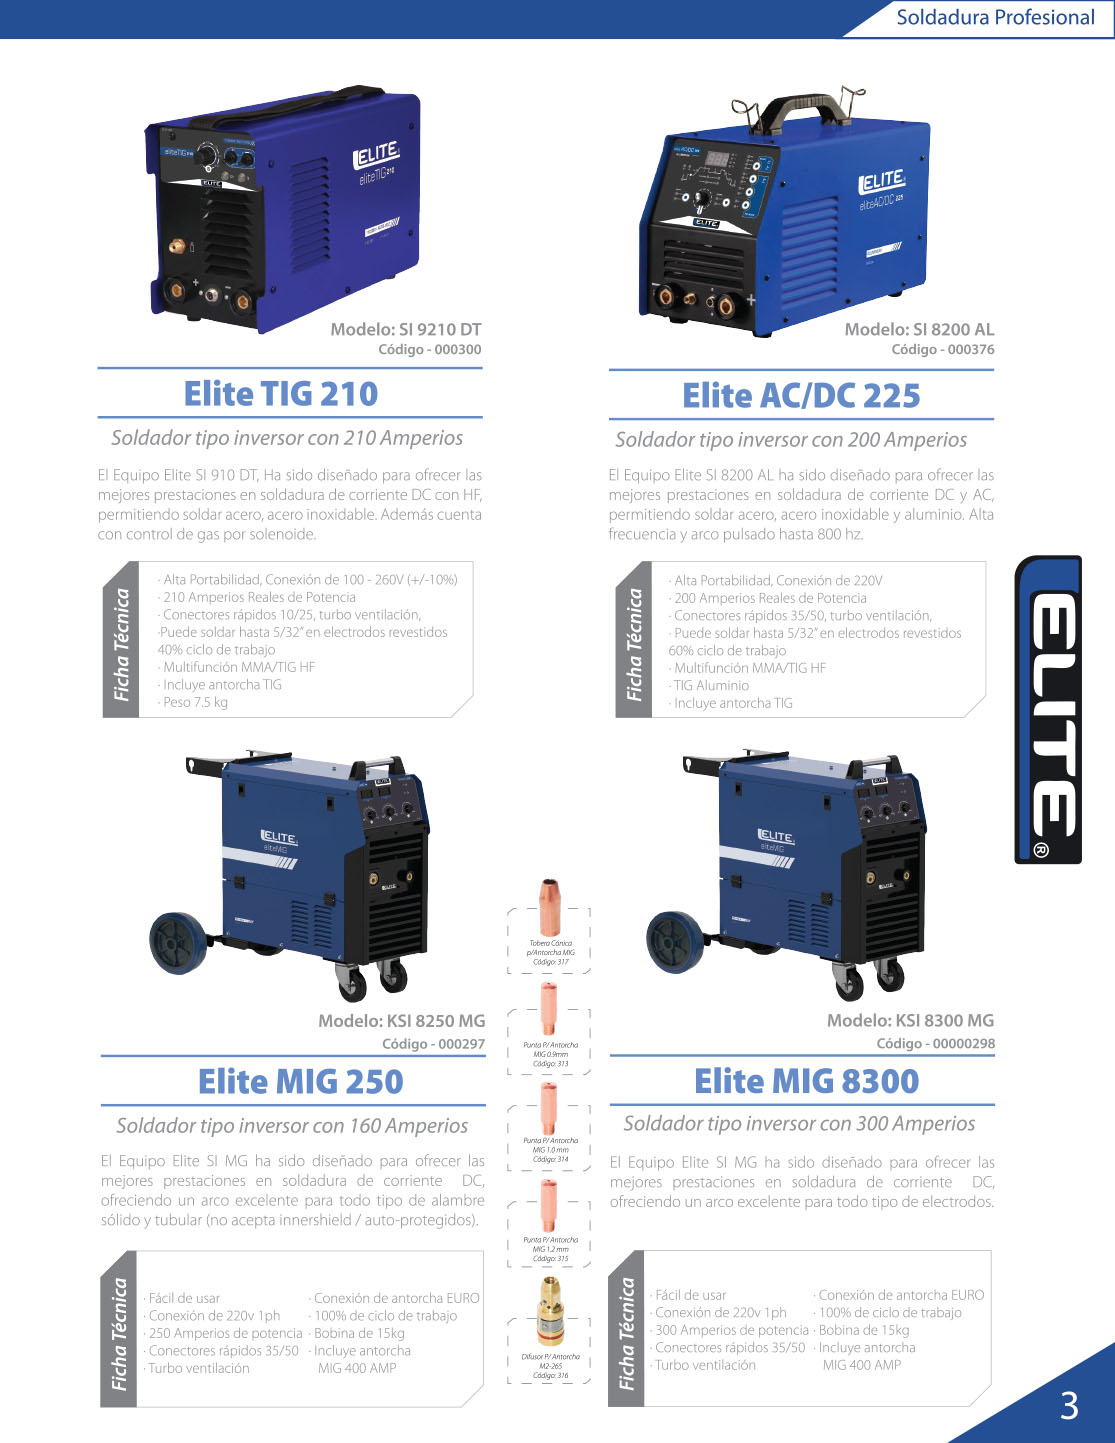 Soldadura Profesional
ELITE
eliteTIG 210
ELITE
Modelo: SI 9210 DT
Código - 000300
Elite TIG 210
Soldador tipo inversor con 210 Amperios
El Equipo Elite SI 910 DT, Ha sido diseñado para ofrecer las
mejores prestaciones en soldadura de corriente DC con HF,
permitiendo soldar acero, acero inoxidable. Además cuenta
con control de gas por solenoide.
Ficha Técnica
· Alta Portabilidad, Conexión de 100 - 260V (+/-10%)
· 210 Amperios Reales de Potencia
· Conectores rápidos 10/25, turbo ventilación,
·Puede soldar hasta 5/32” en electrodos revestidos
40% ciclo de trabajo
· Multifunción MMA/TIG HF
· Incluye antorcha TIG
· Peso 7.5 kg
ELITE
eliteAC/DC 225
ELITE
Modelo: SI 8200 AL
Código - 000376
Elite AC/DC 225
Soldador tipo inversor con 200 Amperios
El Equipo Elite SI 8200 AL ha sido diseñado para ofrecer las
mejores prestaciones en soldadura de corriente DC y AC,
permitiendo soldar acero, acero inoxidable y aluminio. Alta
frecuencia y arco pulsado hasta 800 hz.
Ficha Técnica
· Alta Portabilidad, Conexión de 220V
· 200 Amperios Reales de Potencia
· Conectores rápidos 35/50, turbo ventilación,
· Puede soldar hasta 5/32” en electrodos revestidos
60% ciclo de trabajo
· Multifunción MMA/TIG HF
· TIG Aluminio
· Incluye antorcha TIG
ELITE®
ELITE
ELITE
eliteMIG
ELITE
Modelo: KSI 8250 MG
Código - 000297
Elite MIG 250
Soldador tipo inversor con 160 Amperios
El Equipo Elite SI MG ha sido diseñado para ofrecer las
mejores prestaciones en soldadura de corriente DC,
ofreciendo un arco excelente para todo tipo de alambre
sólido y tubular (no acepta innershield / auto-protegidos).
Ficha Técnica
· Fácil de usar
· Conexión de 220v 1ph
· 250 Amperios de potencia
· Conectores rápidos 35/50
· Turbo ventilación
· Conexión de antorcha EURO
· 100% de ciclo de trabajo
· Bobina de 15kg
· Incluye antorcha
MIG 400 AMP
Tobera Cónica
p/Antorcha MIG
Código: 317
Punta P/ Antorcha
MIG 0.9mm
Código: 313
Punta P/ Antorcha
MIG 1.0 mm
Código: 314
Punta P/ Antorcha
MIG 1,2 mm
Código: 315
Difusor P/ Antorcha
M2-265
Código: 316
ELITE
ELITE
eliteMIG
ELITE
Modelo: KSI 8300 MG
Código - 00000298
Elite MIG 8300
Soldador tipo inversor con 300 Amperios
El Equipo Elite SI MG ha sido diseñado para ofrecer las
mejores prestaciones en soldadura de corriente DC,
ofreciendo un arco excelente para todo tipo de electrodos.
Ficha Técnica
· Fácil de usar
· Conexión de 220v 1ph
· 300 Amperios de potencia
· Conectores rápidos 35/50
· Turbo ventilación
· Conexión de antorcha EURO
· 100% de ciclo de trabajo
· Bobina de 15kg
· Incluye antorcha
MIG 400 AMP
3